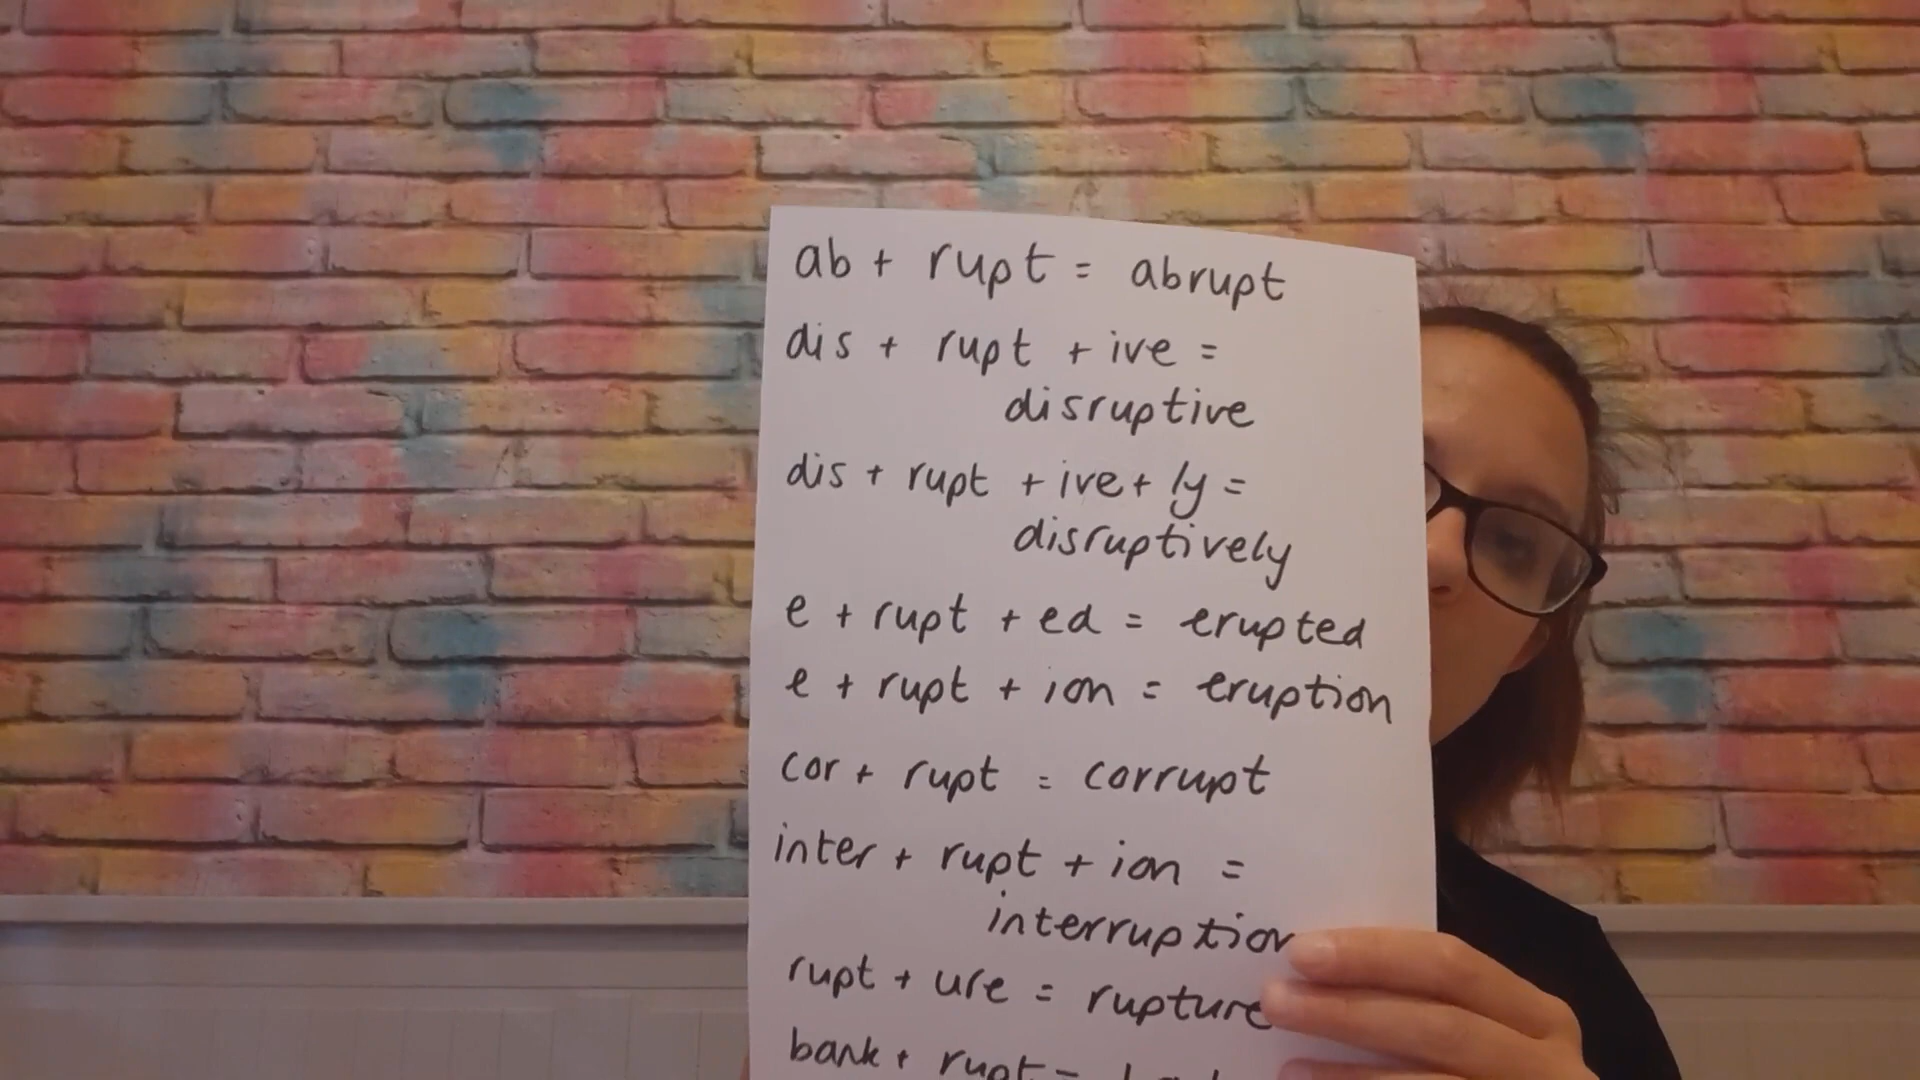 ab + rupt = abrupt
dis + rupt + ive =
disruptive
dis + rupt + ive + ly =
disruptively
e + rupt + ed = erupted
e + rupt + ion = eruption
cor + rupt = corrupt
inter + rupt + ion =
interruption
rupt + ure = rupture
bank + rupt =